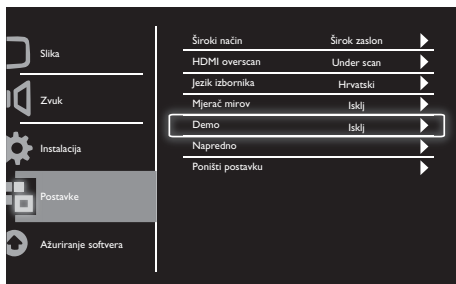 Slika
Zvuk
Instalacija
Postavke
Ažuriranje softvera
Široki način Širok zaslon
HDMI overscan Under scan
Jezik izbornika Hrvatski
Mjerač mirov Isklj
Demo Isklj
Napredno
Poništi postavku